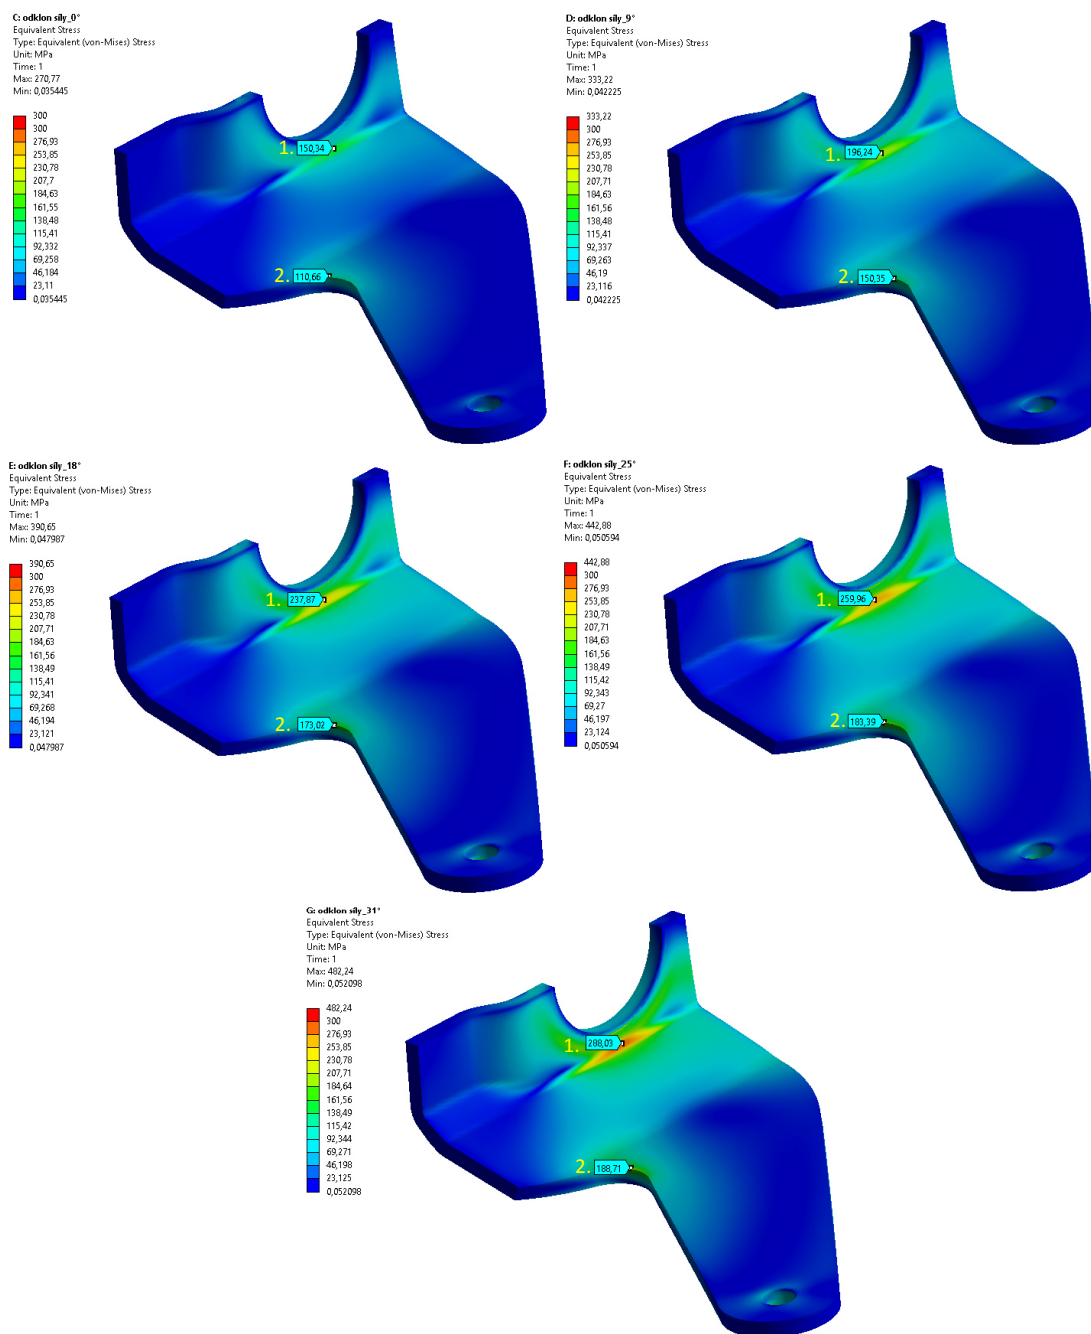 C: odklon síly_0°
Equivalent Stress
Type: Equivalent (von-Mises) Stress
Unit: MPa
Time: 1
Max: 270,77
Min: 0,035445
300
300
276,93
253,85
230,78
207,7
184,63
161,55
138,48
115,41
92,332
69,258
46,184
23,11
0,035445
1. 150,34
2. 110,66
D: odklon síly_9°
Equivalent Stress
Type: Equivalent (von-Mises) Stress
Unit: MPa
Time: 1
Max: 333,22
Min: 0,042225
333,22
300
276,93
253,85
230,78
207,71
184,63
161,56
138,48
115,41
92,337
69,263
46,19
23,116
0,042225
1. 196,24
2. 150,35
E: odklon síly_18°
Equivalent Stress
Type: Equivalent (von-Mises) Stress
Unit: MPa
Time: 1
Max: 390,65
Min: 0,047987
390,65
300
276,93
253,85
230,78
207,71
184,63
161,56
138,49
115,41
92,341
69,268
46,194
23,121
0,047987
1. 237,87
2. 173,02
F: odklon síly_25°
Equivalent Stress
Type: Equivalent (von-Mises) Stress
Unit: MPa
Time: 1
Max: 442,88
Min: 0,050594
442,88
300
276,93
253,85
230,78
207,71
184,63
161,56
138,49
115,42
92,343
69,27
46,197
23,124
0,050594
1. 259,96
2. 183,39
G: odklon síly_31°
Equivalent Stress
Type: Equivalent (von-Mises) Stress
Unit: MPa
Time: 1
Max: 482,24
Min: 0,052098
482,24
300
276,93
253,85
230,78
207,71
184,64
161,56
138,49
115,42
92,344
69,271
46,198
23,125
0,052098
1. 288,03
2. 188,71